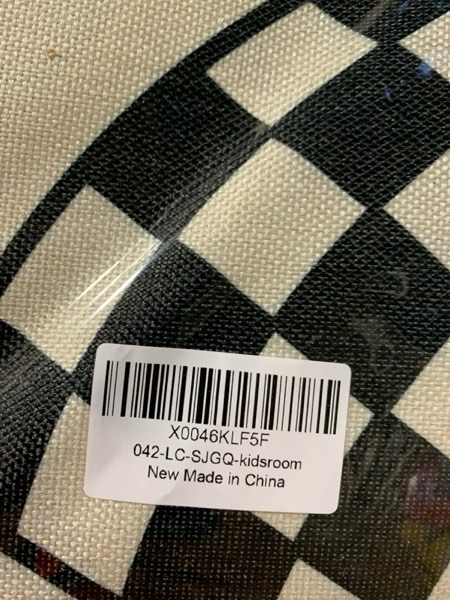 X0046KLF5F
042-LC-SJGQ-kidsroom
New Made in China